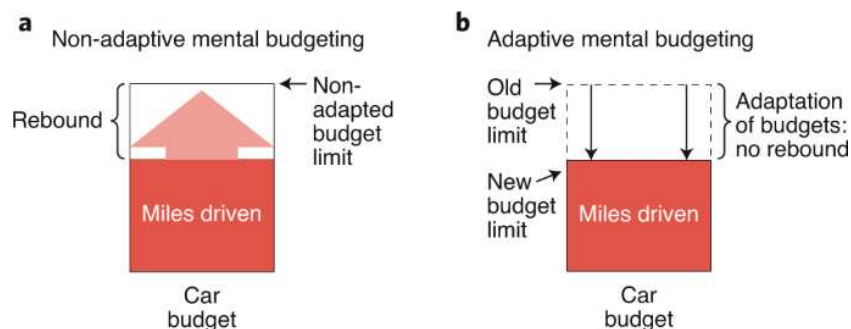 a
Non-adaptive mental budgeting
Rebound
Non-
adapted
budget
limit
Miles driven
Car
budget
b
Adaptive mental budgeting
Old
budget
limit
New
budget
limit
Adaptation
of budgets:
no rebound
Miles driven
Car
budget